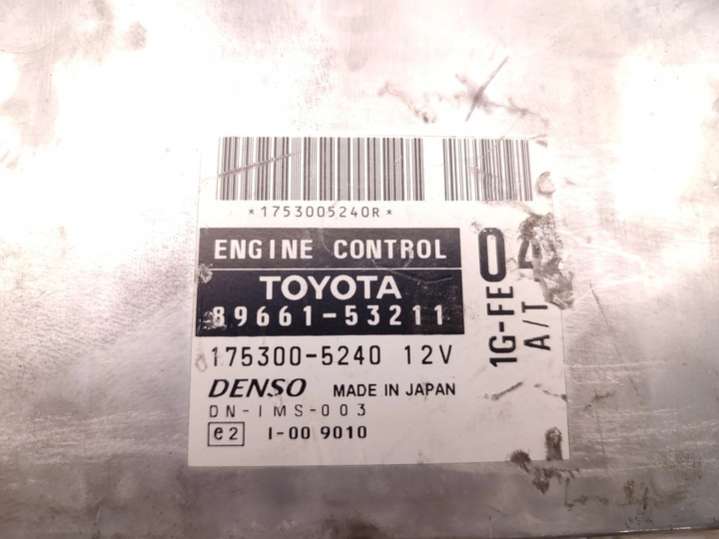 *1753005240R*
ENGINE CONTROL
TOYOTA
89661-53211
04
1G-FE
A/T
175300-5240 12V
DENSO MADE IN JAPAN
DN-IMS-003
e2 I-00 9010